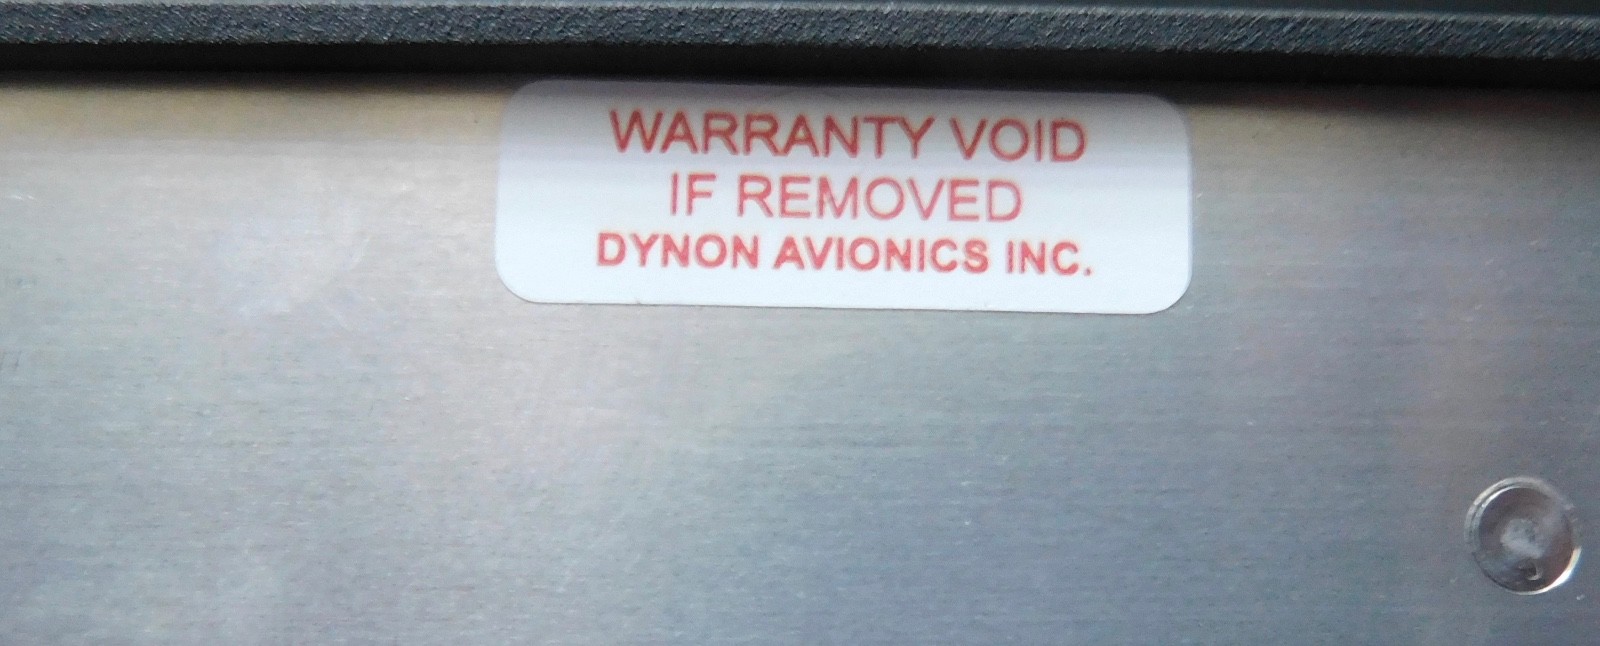 WARRANTY VOID
IF REMOVED
DYNON AVIONICS INC.